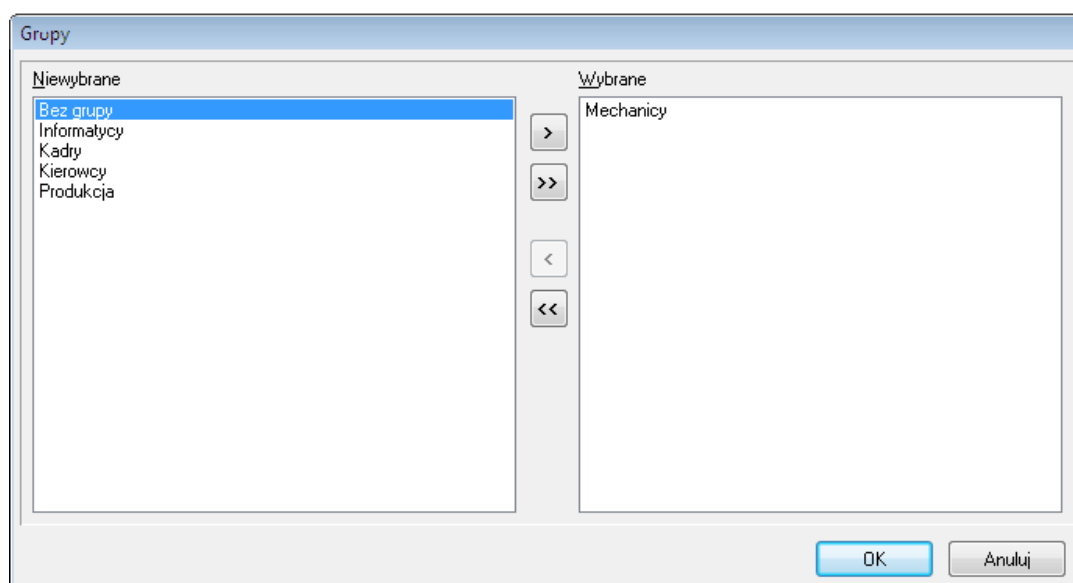 Grupy
Niewybrane
Bez grupy
Informatycy
Kadry
Kierowcy
Produkcja
>
>>
<
<<
Wybrane
Mechanicy
OK
Anuluj